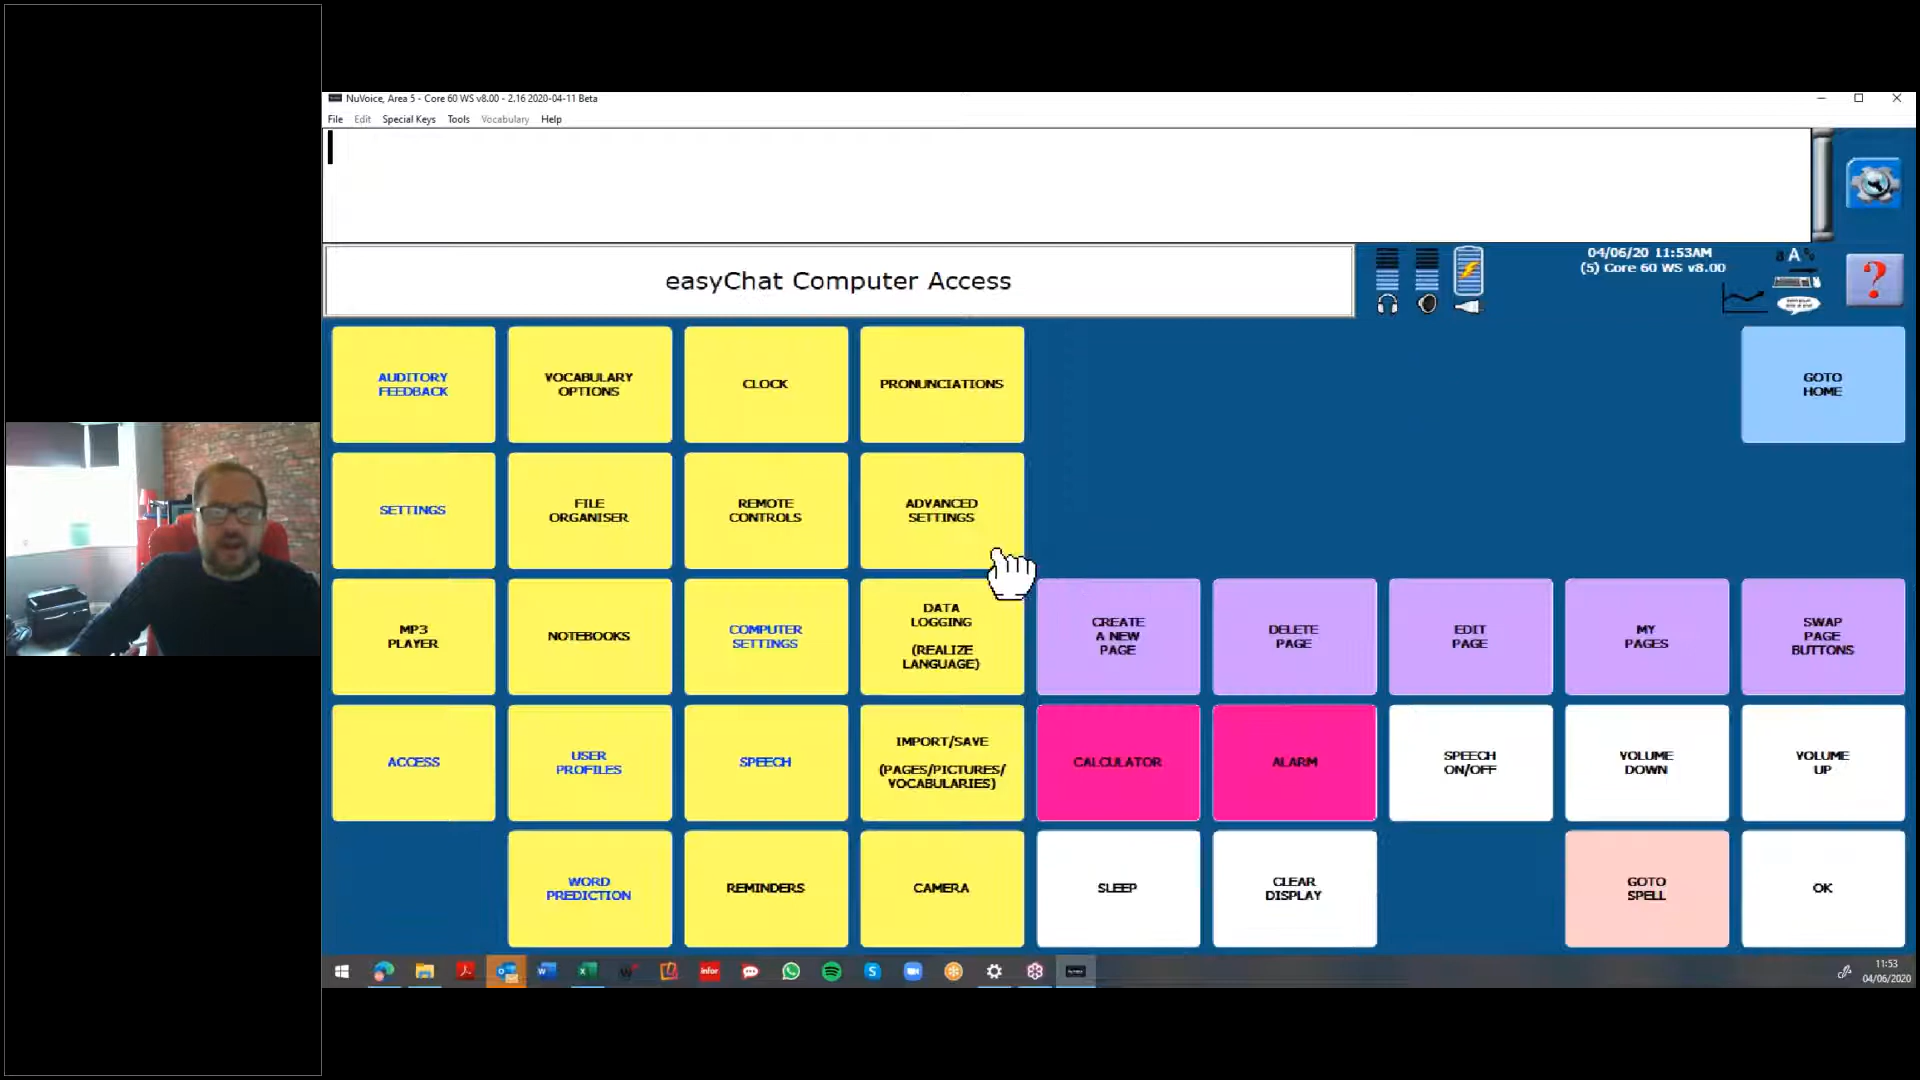 NuVoice, Area 5 - Core 60 WS v8.00 - 2.16 2020-04-11 Beta
File Edit Special Keys Tools Vocabulary Help
easyChat Computer Access
04/06/20 11:53AM
(5) Core 60 WS v8.00
A
?
AUDITORY
FEEDBACK
VOCABULARY
OPTIONS
CLOCK
PRONUNCIATIONS
GOTO
HOME
SETTINGS
FILE
ORGANISER
REMOTE
CONTROLS
ADVANCED
SETTINGS
MP3
PLAYER
NOTEBOOKS
COMPUTER
SETTINGS
DATA
LOGGING
(REALIZE
LANGUAGE)
CREATE
A NEW
PAGE
DELETE
PAGE
EDIT
PAGE
MY
PAGES
SWAP
PAGE
BUTTONS
ACCESS
USER
PROFILES
SPEECH
IMPORT/SAVE
(PAGES/PICTURES/
VOCABULARIES)
CALCULATOR
ALARM
SPEECH
ON/OFF
VOLUME
DOWN
VOLUME
UP
WORD
PREDICTION
REMINDERS
CAMERA
SLEEP
CLEAR
DISPLAY
GOTO
SPELL
OK
infor
11:53
04/06/2020